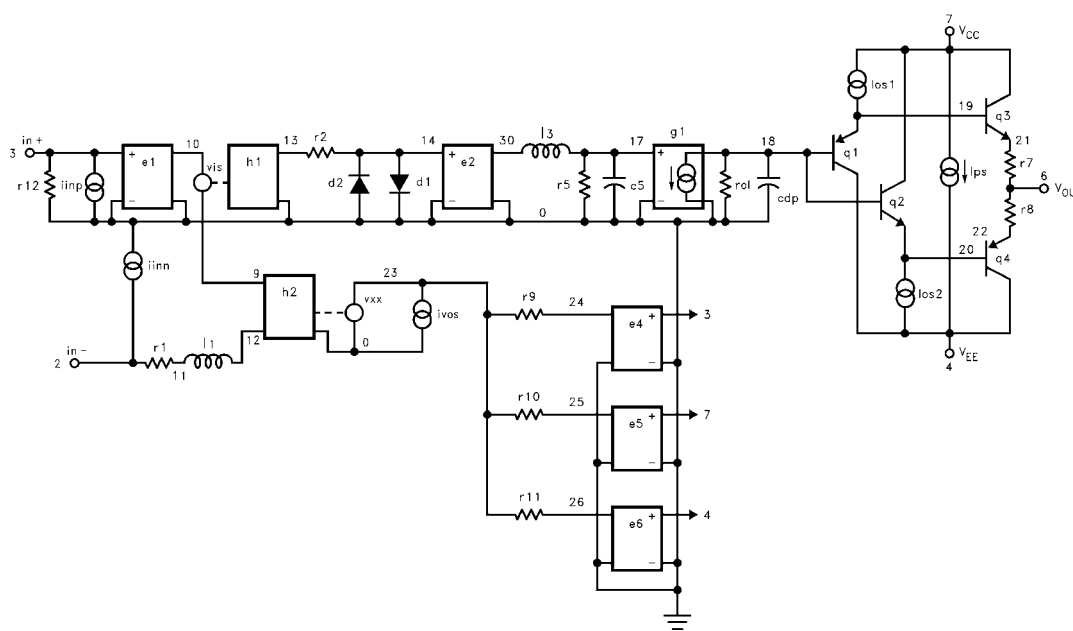 7
VCC
Ios1
19
q3
21
r7
6
VOU
r8
Ips
q1
q2
22
20
q4
Ios2
VEE
4
in+
3
r12
iinp
+
e1
−
10
vis
h1
13
r2
d2
d1
14
+
e2
−
30
l3
r5
c5
17
g1
+
−
rol
18
cdp
0
iinn
9
h2
12
23
vxx
0
ivos
in−
2
r1
11
l1
r9
24
e4
+
−
3
r10
25
e5
+
−
7
r11
26
e6
+
−
4